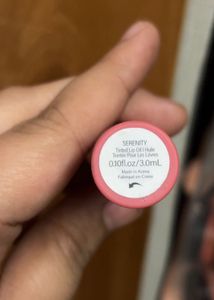 SERENITY
Tinted Lip Oil | Huile
Teintée Pour Les Lèvres
0.10fl.oz/3.0mL
Made in Korea
Fabriqué en Corée